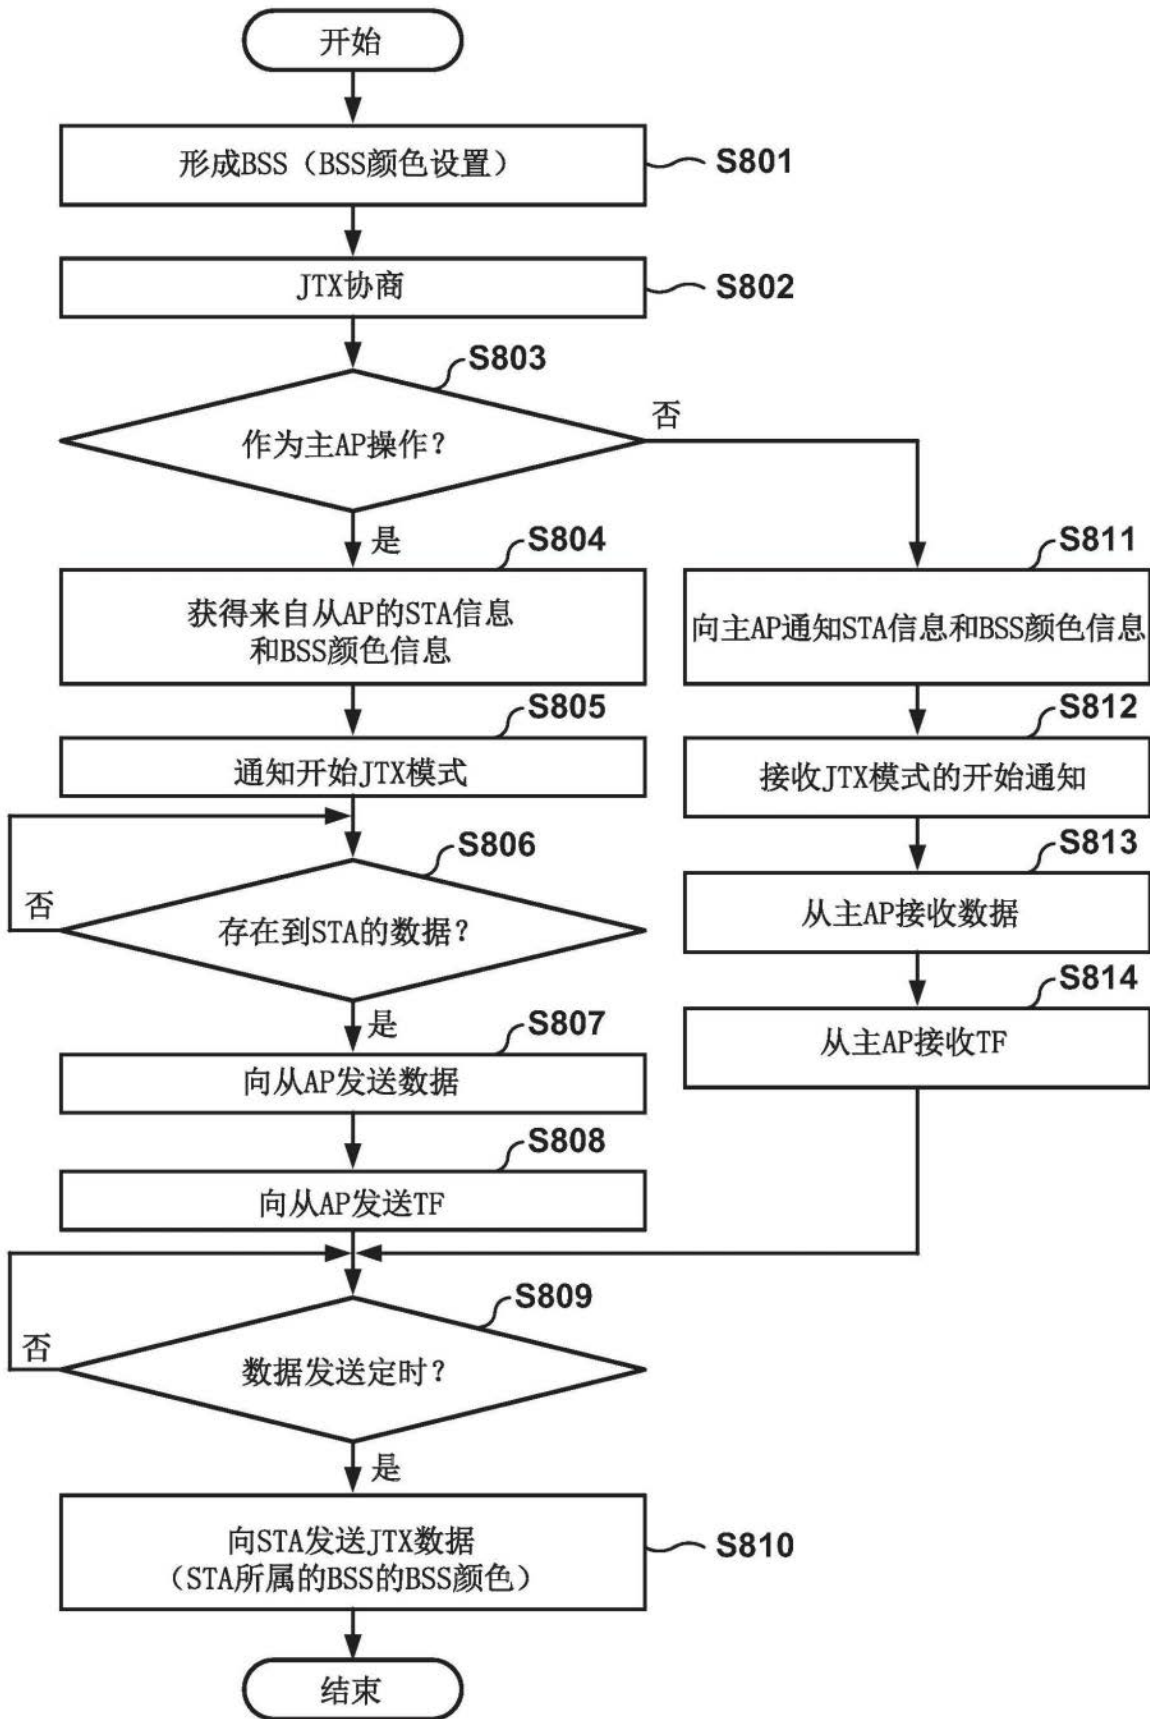 开始
形成BSS（BSS颜色设置）
S801
JTX协商
S802
S803
作为主AP操作？
否
是
S804
获得来自从AP的STA信息
和BSS颜色信息
S811
向主AP通知STA信息和BSS颜色信息
S805
通知开始JTX模式
S812
接收JTX模式的开始通知
S806
存在到STA的数据？
否
是
S813
从主AP接收数据
S807
向从AP发送数据
S814
从主AP接收TF
S808
向从AP发送TF
S809
数据发送定时？
否
是
向STA发送JTX数据
（STA所属的BSS的BSS颜色）
S810
结束